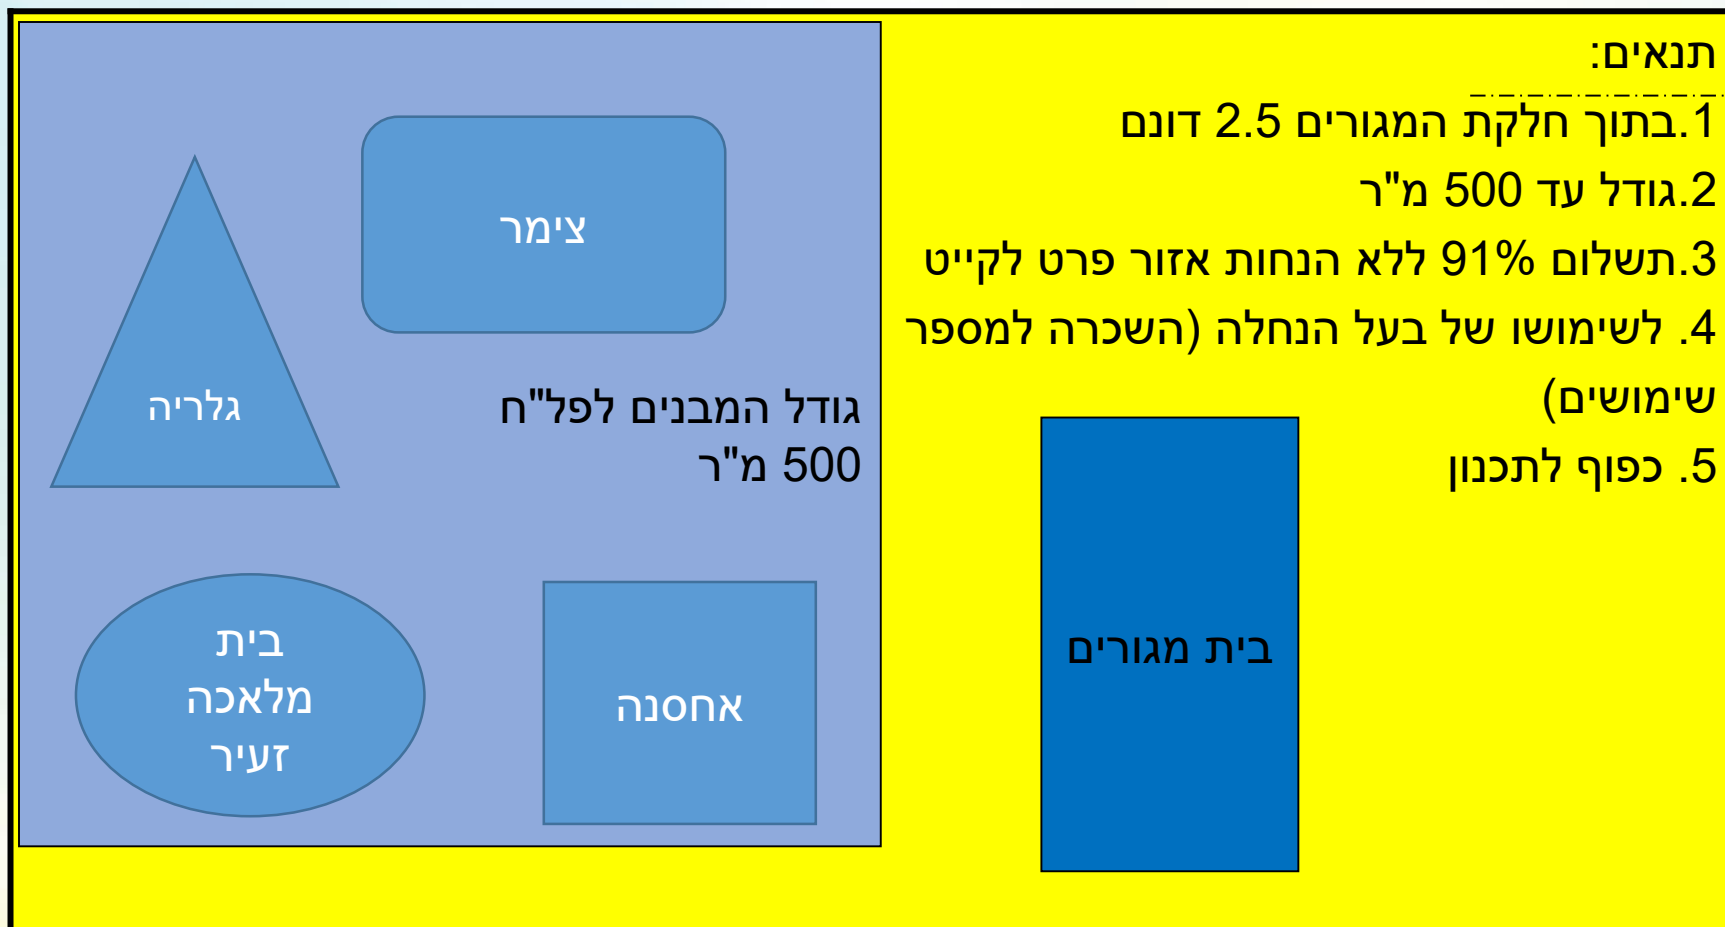 תנאים:
1.בתוך חלקת המגורים 2.5 דונם
2.גודל עד 500 מ"ר
3.תשלום 91% ללא הנחות אזור פרט לקייט
4. לשימושו של בעל הנחלה (השכרה למספר
שימושים)
5. כפוף לתכנון
בית מגורים
צימר
גלריה
גודל המבנים לפל"ח
500 מ"ר
אחסנה
בית
מלאכה
זעיר